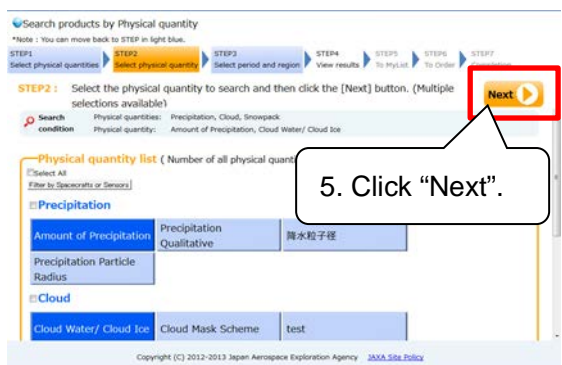 Search products by Physical quantity
*Note : You can move back to STEP in light blue.
STEP1
Select physical quantities
STEP2
Select physical quantity
STEP3
Select period and region
STEP4
View results
STEP5
To MyList
STEP6
To Order
STEP7
STEP2 : Select the physical quantity to search and then click the [Next] button. (Multiple
selections available)
Next
Search condition
Physical quantities: Precipitation, Cloud, Snowpack
Physical quantity: Amount of Precipitation, Cloud Water/ Cloud Ice
5. Click “Next”.
Physical quantity list ( Number of all physical
Select All
Filter by Spacecrafts or Sensors
Precipitation
Amount of Precipitation
Precipitation Qualitative
降水粒子径
Precipitation Particle Radius
Cloud
Cloud Water/ Cloud Ice
Cloud Mask Scheme
test
Copyright (C) 2012-2013 Japan Aerospace Exploration Agency JAXA Site Policy